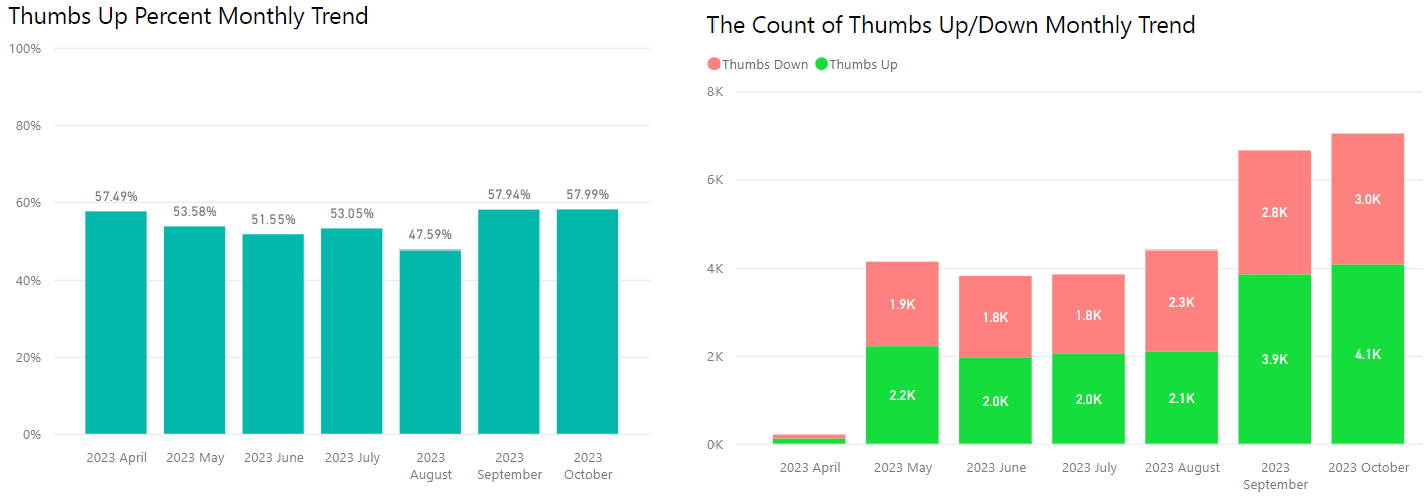 Thumbs Up Percent Monthly Trend
100%
80%
60%
40%
20%
0%
57.49%
53.58%
51.55%
53.05%
47.59%
57.94%
57.99%
2023 April
2023 May
2023 June
2023 July
2023
August
2023
September
2023
October
The Count of Thumbs Up/Down Monthly Trend
Thumbs Down
Thumbs Up
8K
6K
4K
2K
0K
1.9K
2.2K
1.8K
2.0K
1.8K
2.0K
2.3K
2.1K
2.8K
3.9K
3.0K
4.1K
2023 April
2023 May
2023 June
2023 July
2023 August
2023
September
2023 October